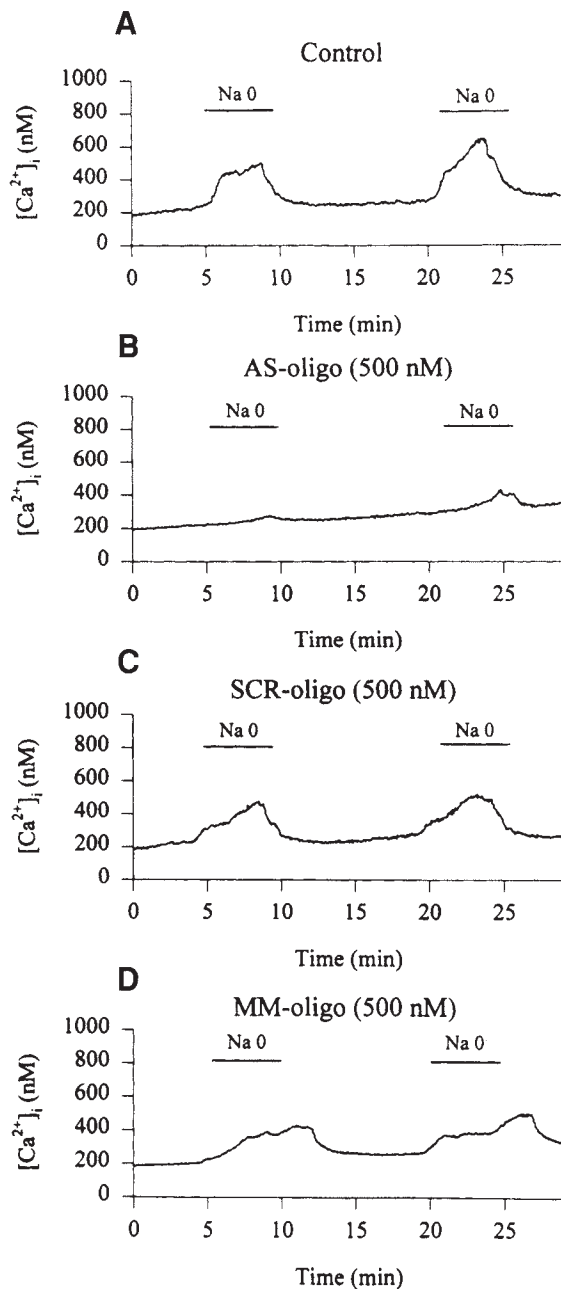 A
Control
Na 0 Na 0
1000
800
600
400
200
0
[Ca2+]i (nM)
0 5 10 15 20 25
Time (min)
B
AS-oligo (500 nM)
Na 0 Na 0
1000
800
600
400
200
0
[Ca2+]i (nM)
0 5 10 15 20 25
Time (min)
C
SCR-oligo (500 nM)
Na 0 Na 0
1000
800
600
400
200
0
[Ca2+]i (nM)
0 5 10 15 20 25
Time (min)
D
MM-oligo (500 nM)
Na 0 Na 0
1000
800
600
400
200
0
[Ca2+]i (nM)
0 5 10 15 20 25
Time (min)